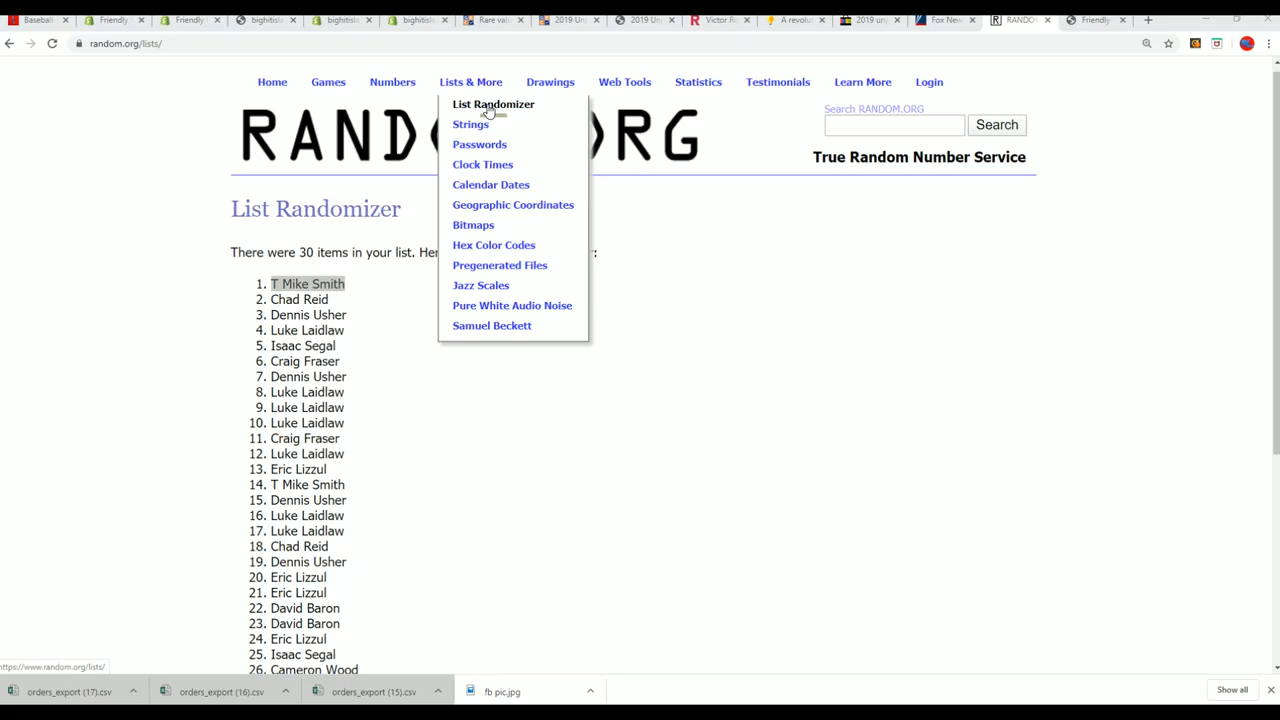 Baseball
Friendly
Friendly
bighitisle
bighitisle
bighitisle
Rare valu
2019 Un
2019 Un
Victor R
A revolu
2019 un
Fox New
RANDO
Friendly
random.org/lists/
Home Games Numbers Lists & More Drawings Web Tools Statistics Testimonials Learn More Login
List Randomizer
Strings
Passwords
Clock Times
Calendar Dates
Geographic Coordinates
Bitmaps
Hex Color Codes
Pregenerated Files
Jazz Scales
Pure White Audio Noise
Samuel Beckett
Search RANDOM.ORG
Search
RAND RG
True Random Number Service
List Randomizer
There were 30 items in your list. Her :
1. T Mike Smith
2. Chad Reid
3. Dennis Usher
4. Luke Laidlaw
5. Isaac Segal
6. Craig Fraser
7. Dennis Usher
8. Luke Laidlaw
9. Luke Laidlaw
10. Luke Laidlaw
11. Craig Fraser
12. Luke Laidlaw
13. Eric Lizzul
14. T Mike Smith
15. Dennis Usher
16. Luke Laidlaw
17. Luke Laidlaw
18. Chad Reid
19. Dennis Usher
20. Eric Lizzul
21. Eric Lizzul
22. David Baron
23. David Baron
24. Eric Lizzul
25. Isaac Segal
26. Cameron Wood
https://www.random.org/lists/
orders_export (17).csv
orders_export (16).csv
orders_export (15).csv
fb pic.jpg
Show all